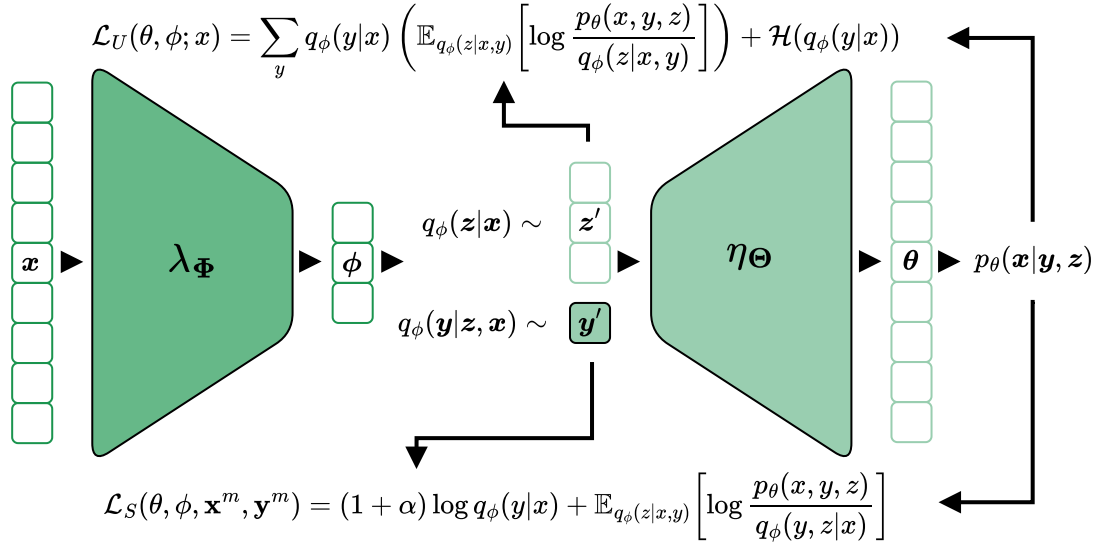 ℒ_U(θ, ϕ; x) = ∑_y q_ϕ(y|x) ( 𝔼_{q_ϕ(z|x,y)} [ log p_θ(x, y, z) / q_ϕ(z|x, y) ] ) + ℋ(q_ϕ(y|x))
x
λ_Φ
ϕ
q_ϕ(z|x) ∼
z′
q_ϕ(y|z, x) ∼
y′
η_Θ
θ
p_θ(x|y, z)
ℒ_S(θ, ϕ, x^m, y^m) = (1 + α) log q_ϕ(y|x) + 𝔼_{q_ϕ(z|x,y)} [ log p_θ(x, y, z) / q_ϕ(y, z|x) ]